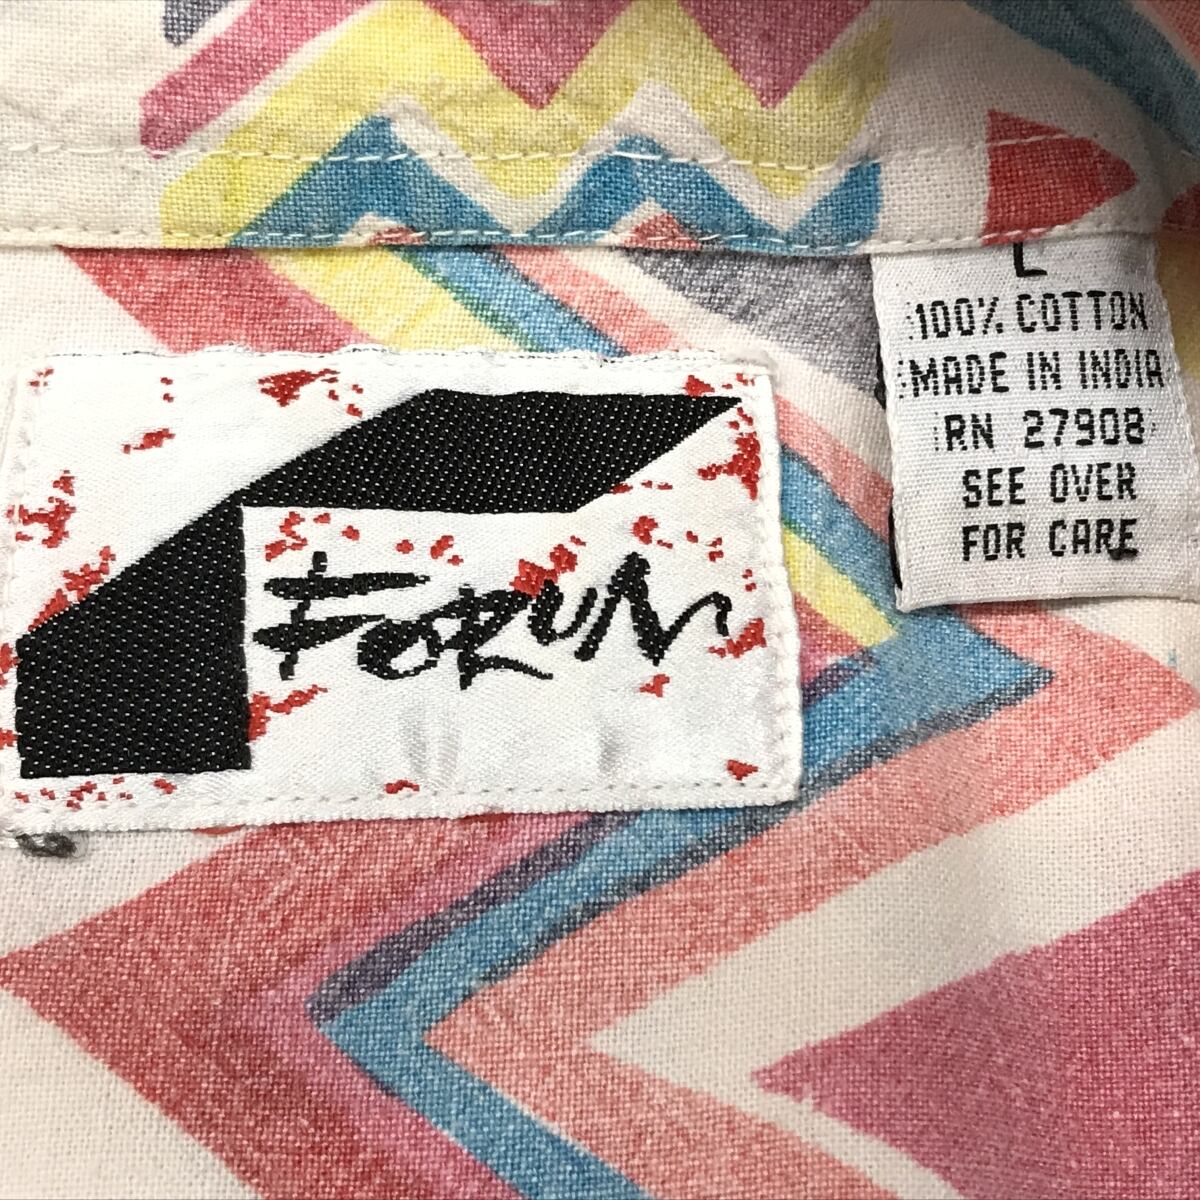 FORUM
L
100% COTTON
MADE IN INDIA
RN 27908
SEE OVER
FOR CARE